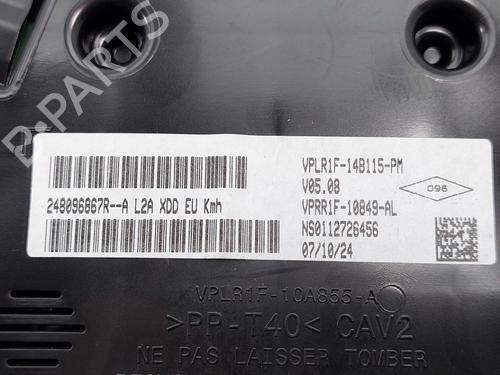 B-PARTS
VPLR1F-14B115-PM
V05.08
096
248096867R--A L2A XDD EU Kmh
VPRR1F-10849-AL
NS0112726456
07/10/24
VPLR1F-10A855-A
>PP-T40< CAV2
NE PAS LAISSER TOMBER